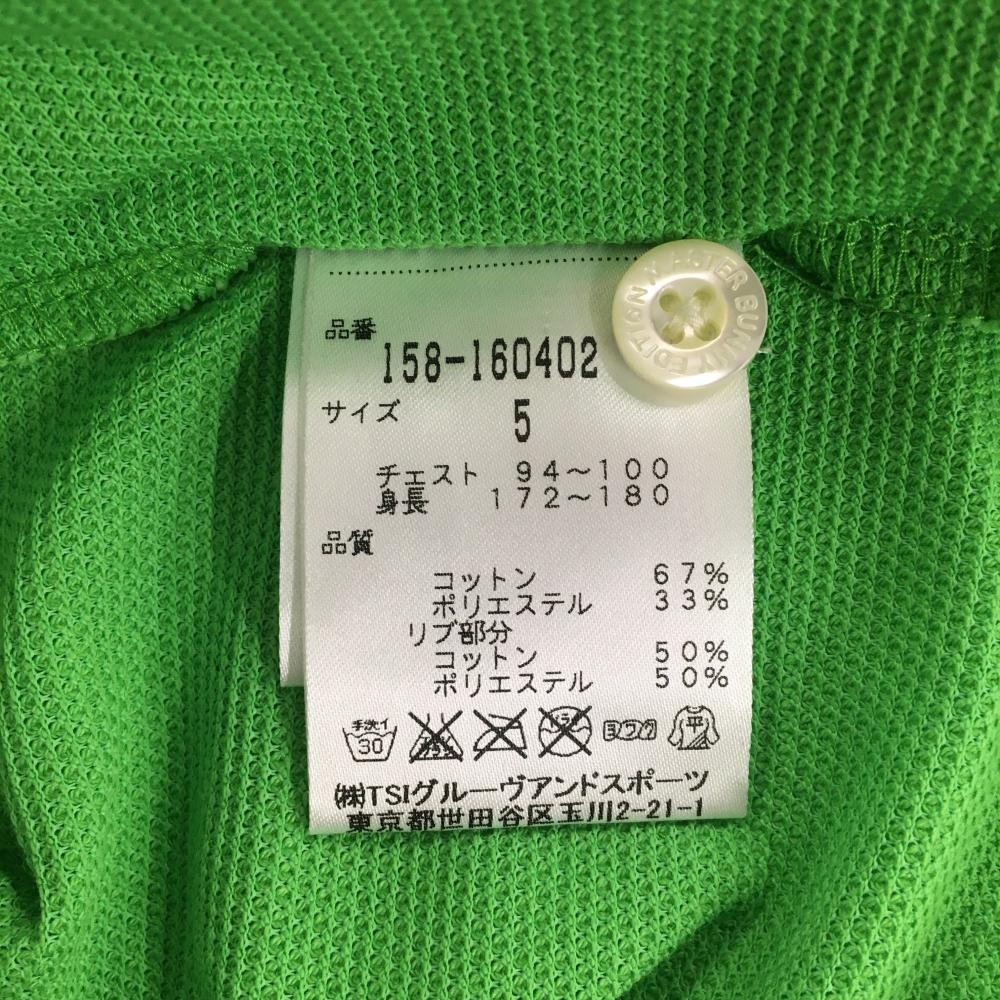 MASTER BUNNY EDITION
品番
158-160402
サイズ 5
チェスト 94～100
身長 172～180
品質
コットン 67%
ポリエステル 33%
リブ部分
コットン 50%
ポリエステル 50%
手洗イ 30 平
㈱TSIグルーヴアンドスポーツ
東京都世田谷区玉川2-21-1